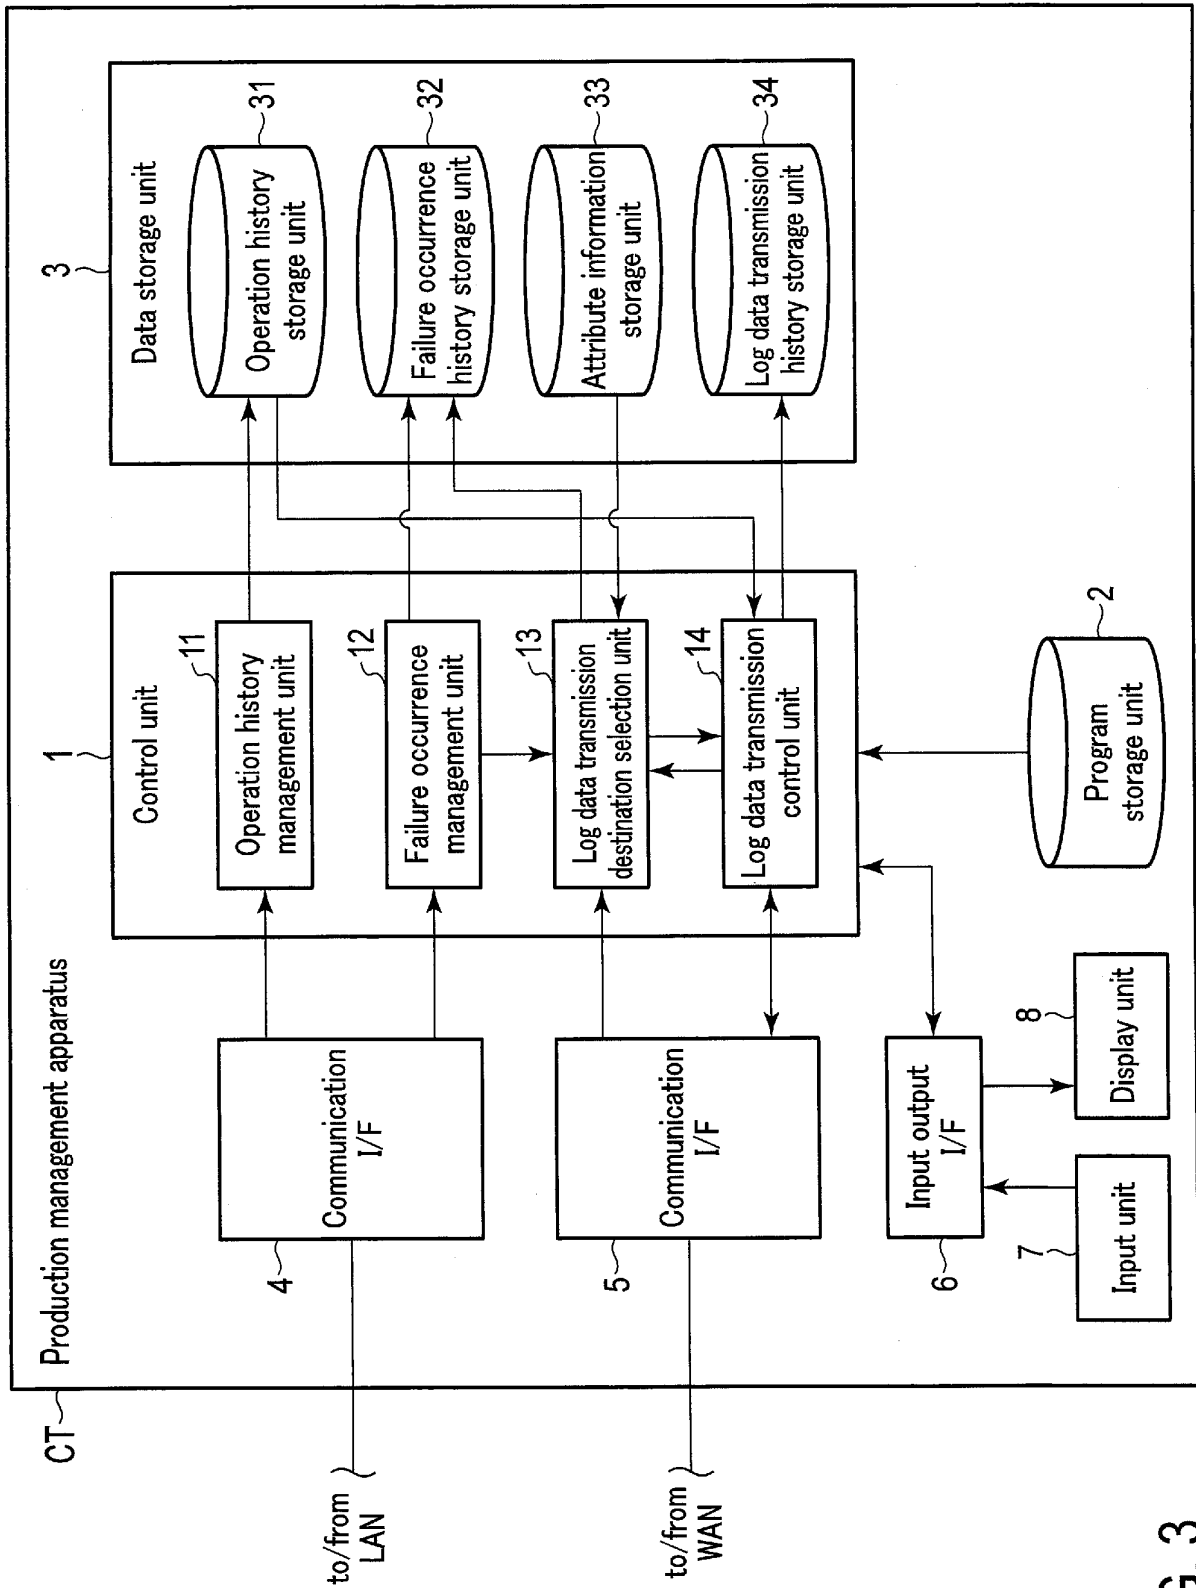 CT
Production management apparatus
to/from
LAN
to/from
WAN
4
Communication
I/F
5
Communication
I/F
6
Input output
I/F
7
Input unit
8
Display unit
1
Control unit
11
Operation history
management unit
12
Failure occurrence
management unit
13
Log data transmission
destination selection unit
14
Log data transmission
control unit
2
Program
storage unit
3
Data storage unit
31
Operation history
storage unit
32
Failure occurrence
history storage unit
33
Attribute information
storage unit
34
Log data transmission
history storage unit
G. 3